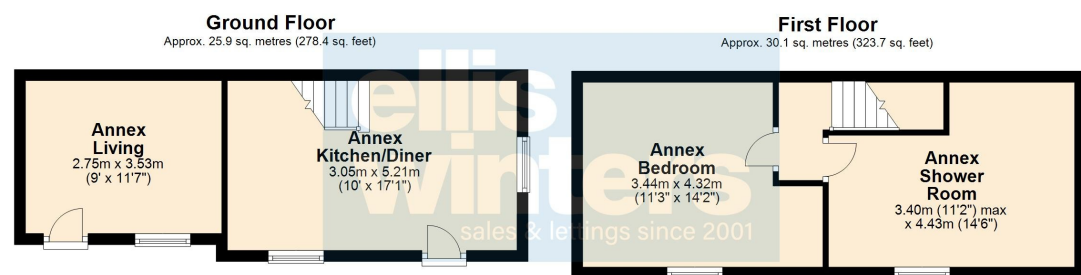 Ground Floor
Approx. 25.9 sq. metres (278.4 sq. feet)
Annex
Living
2.75m x 3.53m
(9' x 11'7")
Annex
Kitchen/Diner
3.05m x 5.21m
(10' x 17'1")
First Floor
Approx. 30.1 sq. metres (323.7 sq. feet)
Annex
Bedroom
3.44m x 4.32m
(11'3" x 14'2")
Annex
Shower
Room
3.40m (11'2") max
x 4.43m (14'6")
ellis
winters
sales & lettings since 2001